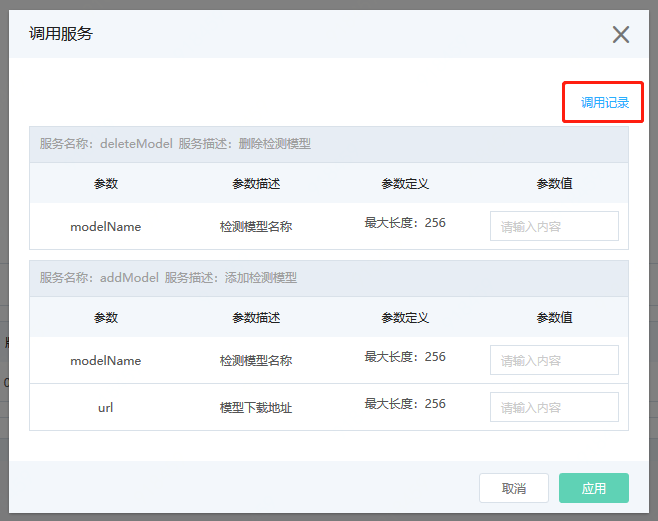 调用服务
调用记录
服务名称：deleteModel 服务描述：删除检测模型
参数 参数描述 参数定义 参数值
modelName 检测模型名称 最大长度：256 请输入内容
服务名称：addModel 服务描述：添加检测模型
参数 参数描述 参数定义 参数值
modelName 检测模型名称 最大长度：256 请输入内容
url 模型下载地址 最大长度：256 请输入内容
取消 应用